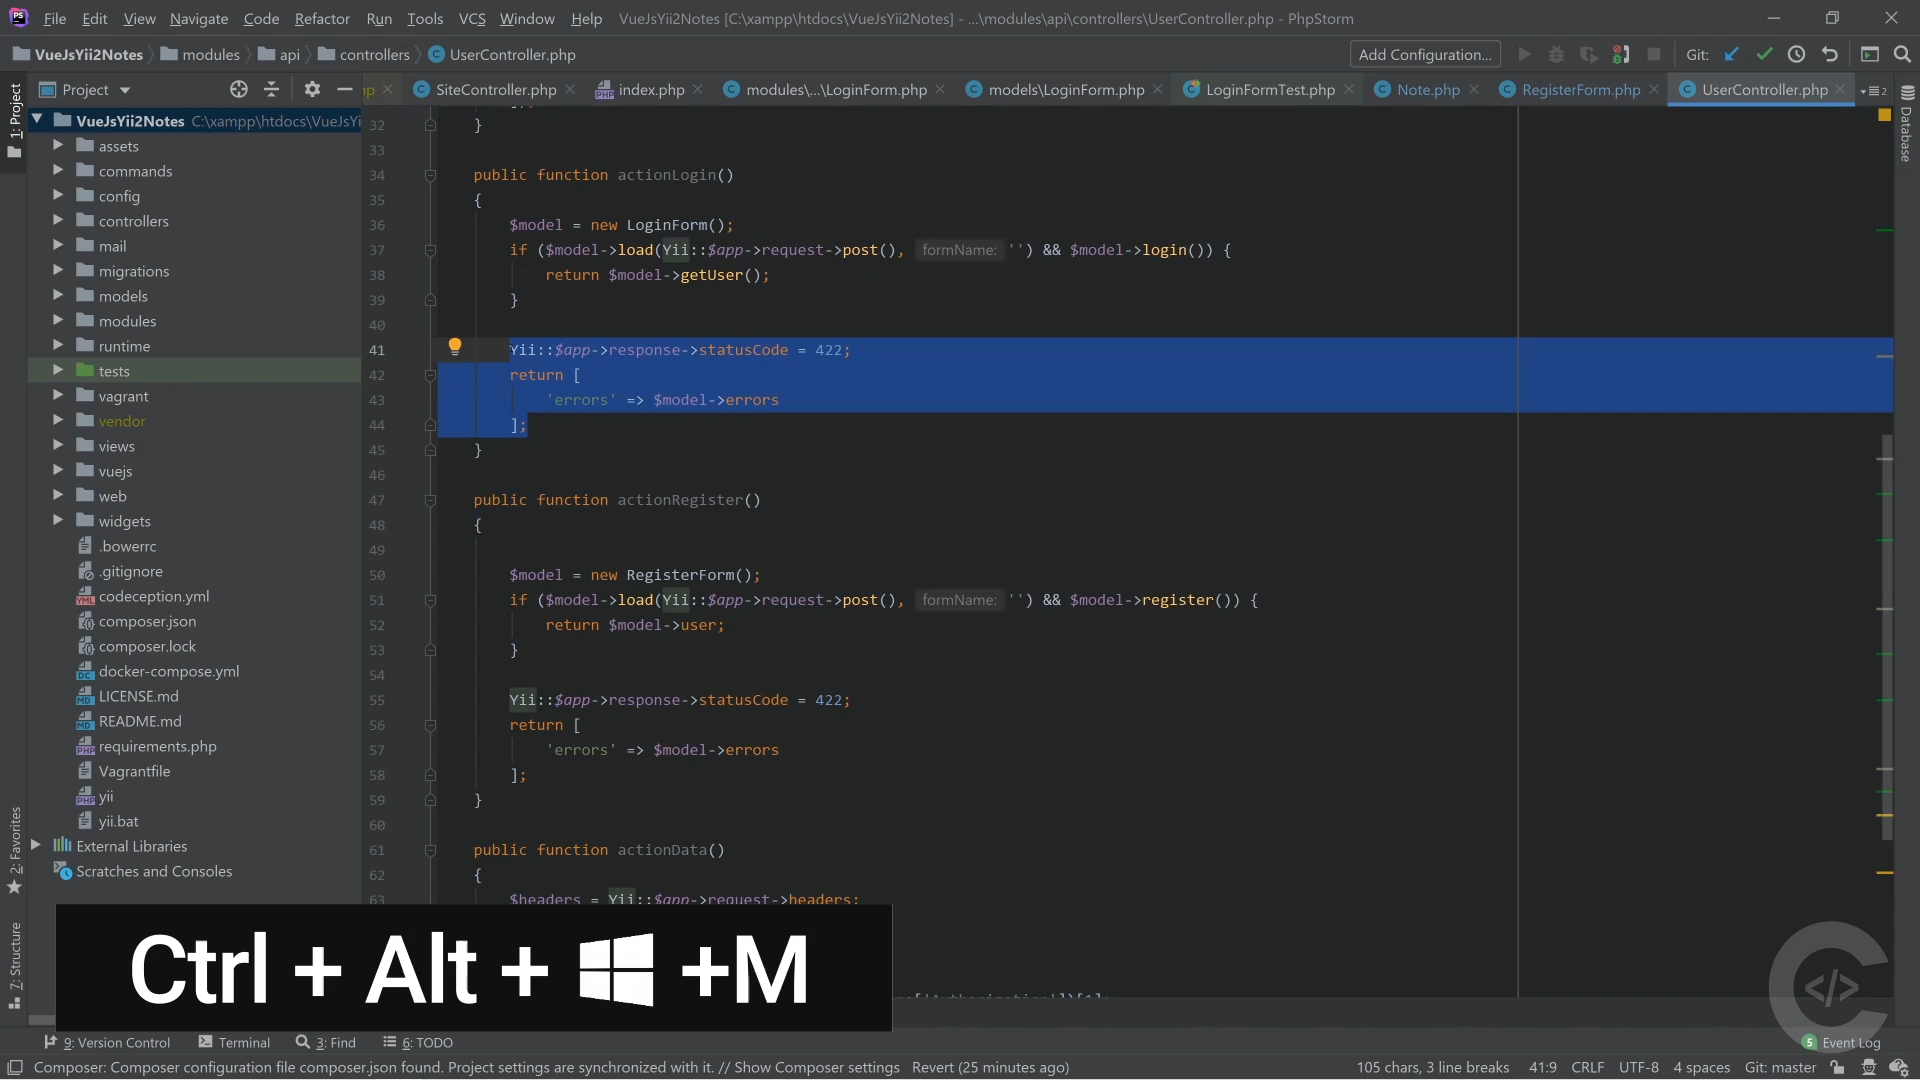 File Edit View Navigate Code Refactor Run Tools VCS Window Help VueJsYii2Notes [C:\xampp\htdocs\VueJsYii2Notes] - ...\modules\api\controllers\UserController.php - PhpStorm
VueJsYii2Notes modules api controllers UserController.php Add Configuration... Git:
Project SiteController.php index.php modules\...\LoginForm.php models\LoginForm.php LoginFormTest.php Note.php RegisterForm.php UserController.php 2
1: Project
Database
2: Favorites
7: Structure
VueJsYii2Notes C:\xampp\htdocs\VueJsYi
assets
commands
config
controllers
mail
migrations
models
modules
runtime
tests
vagrant
vendor
views
vuejs
web
widgets
.bowerrc
.gitignore
codeception.yml
composer.json
composer.lock
docker-compose.yml
LICENSE.md
README.md
requirements.php
Vagrantfile
yii
yii.bat
External Libraries
Scratches and Consoles
32 }
33
34 public function actionLogin()
35 {
36 $model = new LoginForm();
37 if ($model->load(Yii::$app->request->post(), formName: '') && $model->login()) {
38 return $model->getUser();
39 }
40
41 Yii::$app->response->statusCode = 422;
42 return [
43 'errors' => $model->errors
44 ];
45 }
46
47 public function actionRegister()
48 {
49
50 $model = new RegisterForm();
51 if ($model->load(Yii::$app->request->post(), formName: '') && $model->register()) {
52 return $model->user;
53 }
54
55 Yii::$app->response->statusCode = 422;
56 return [
57 'errors' => $model->errors
58 ];
59 }
60
61 public function actionData()
62 {
63 $headers = Yii::$app->request->headers;
Ctrl + Alt + +M
9: Version Control Terminal 3: Find 6: TODO 5 Event Log
Composer: Composer configuration file composer.json found. Project settings are synchronized with it. // Show Composer settings Revert (25 minutes ago) 105 chars, 3 line breaks 41:9 CRLF UTF-8 4 spaces Git: master